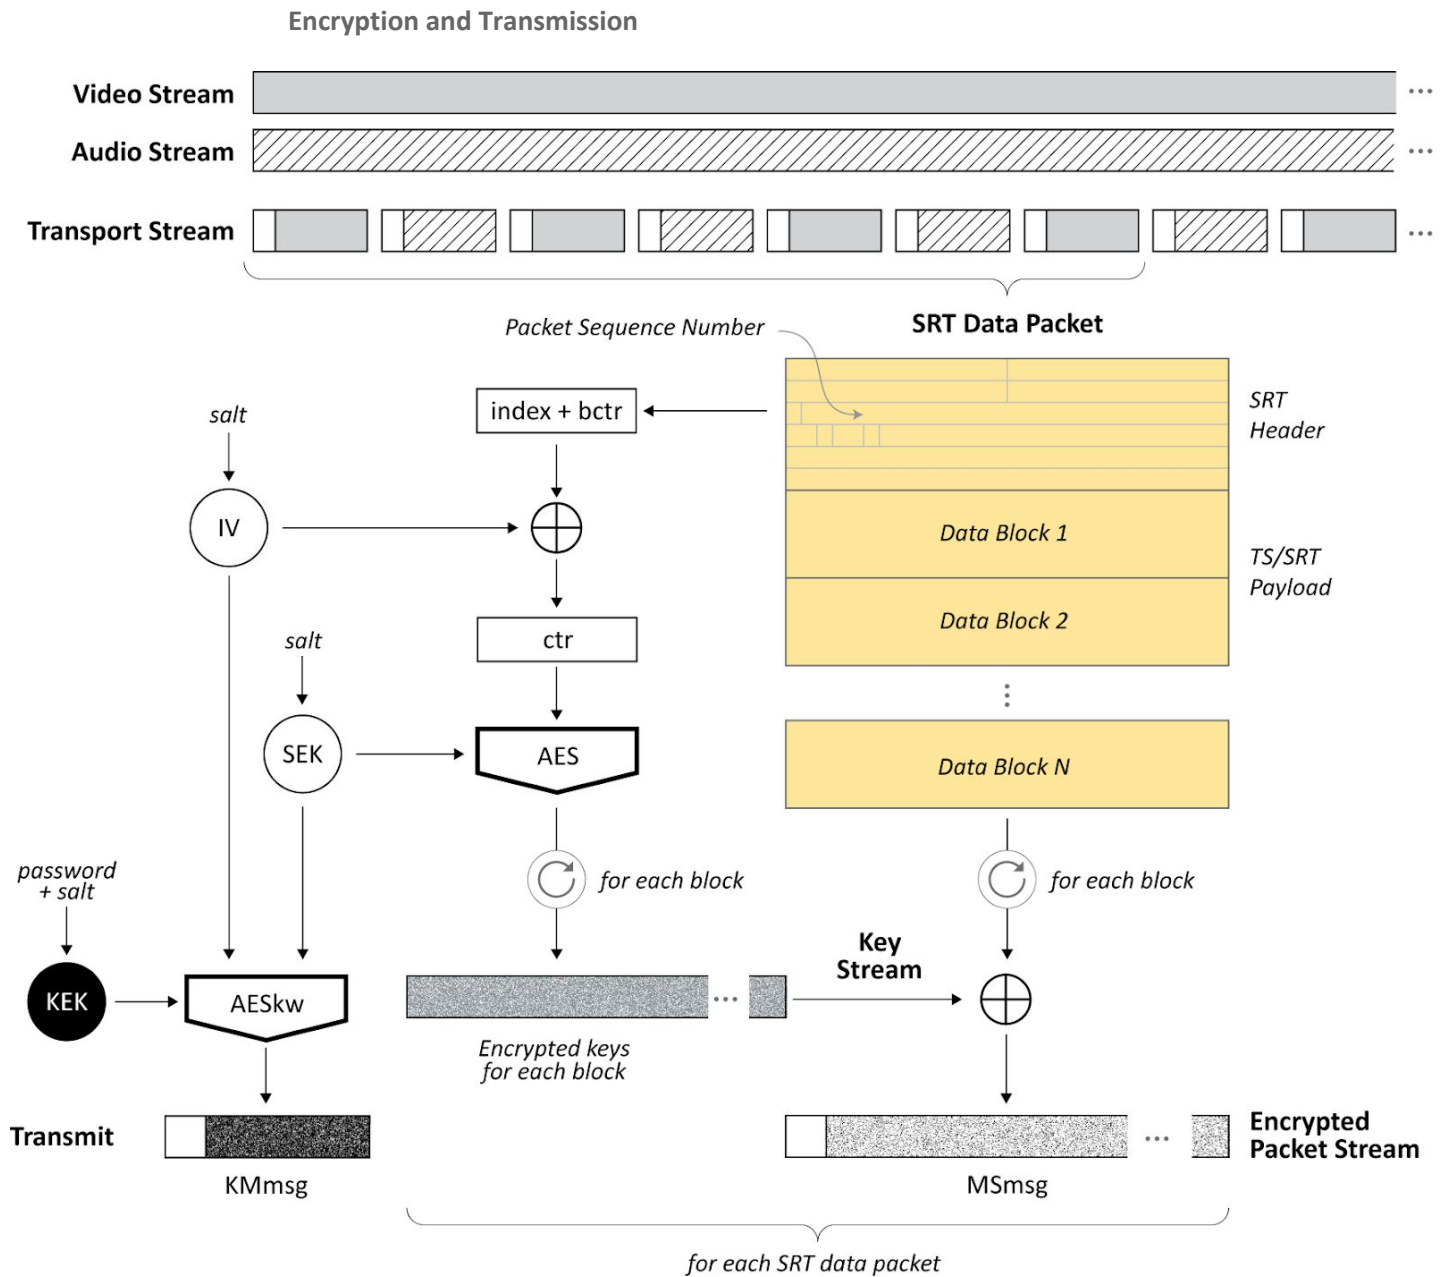 Encryption and Transmission
Video Stream
...
Audio Stream
...
Transport Stream
...
SRT Data Packet
Packet Sequence Number
index + bctr
SRT
Header
salt
IV
Data Block 1
TS/SRT
Payload
Data Block 2
salt
ctr
SEK
AES
Data Block N
password
+ salt
for each block
for each block
Key
Stream
KEK
AESkw
...
Encrypted keys
for each block
Transmit
...
Encrypted
Packet Stream
KMmsg
MSmsg
for each SRT data packet